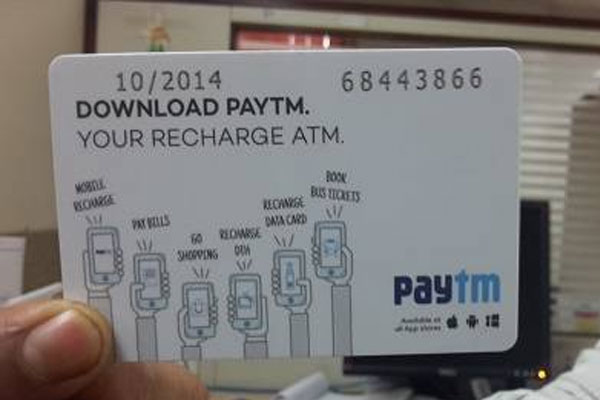 10/2014 68443866
DOWNLOAD PAYTM.
YOUR RECHARGE ATM.
MOBILE
RECHARGE
PAY BILLS
GO
SHOPPING
RECHARGE
DTH
RECHARGE
DATA CARD
BOOK
BUS TICKETS
paytm
Available at
all App stores